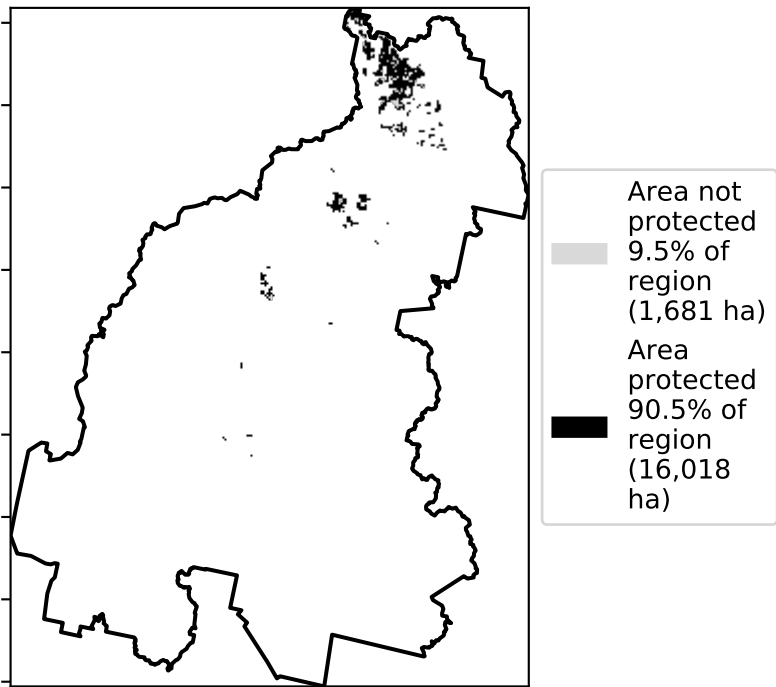 Area not
protected
9.5% of
region
(1,681 ha)
Area
protected
90.5% of
region
(16,018
ha)